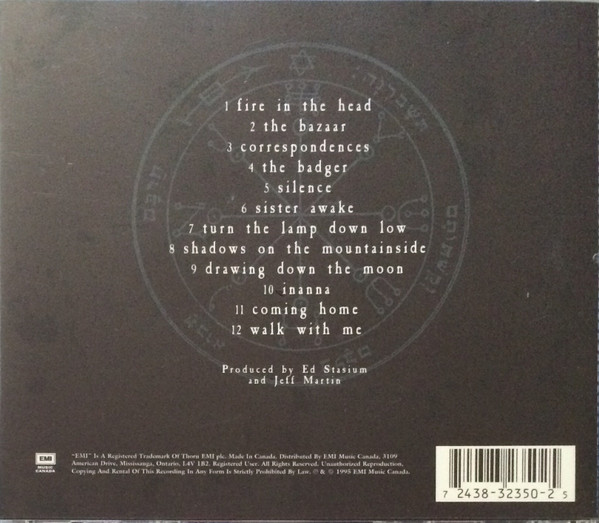 1 fire in the head
2 the bazaar
3 correspondences
4 the badger
5 silence
6 sister awake
7 turn the lamp down low
8 shadows on the mountainside
9 drawing down the moon
10 inanna
11 coming home
12 walk with me
Produced by Ed Stasium
and Jeff Martin
EMI
MUSIC
CANADA
"EMI" Is A Registered Trademark Of Thorn EMI plc. Made In Canada. Distributed By EMI Music Canada, 3109
American Drive, Mississauga, Ontario, L4V 1B2. Registered User. All Rights Reserved. Unauthorized Reproduction,
Copying And Rental Of This Recording In Any Form Is Strictly Prohibited By Law. ℗ & © 1995 EMI Music Canada.
7 24383-2350-2 5